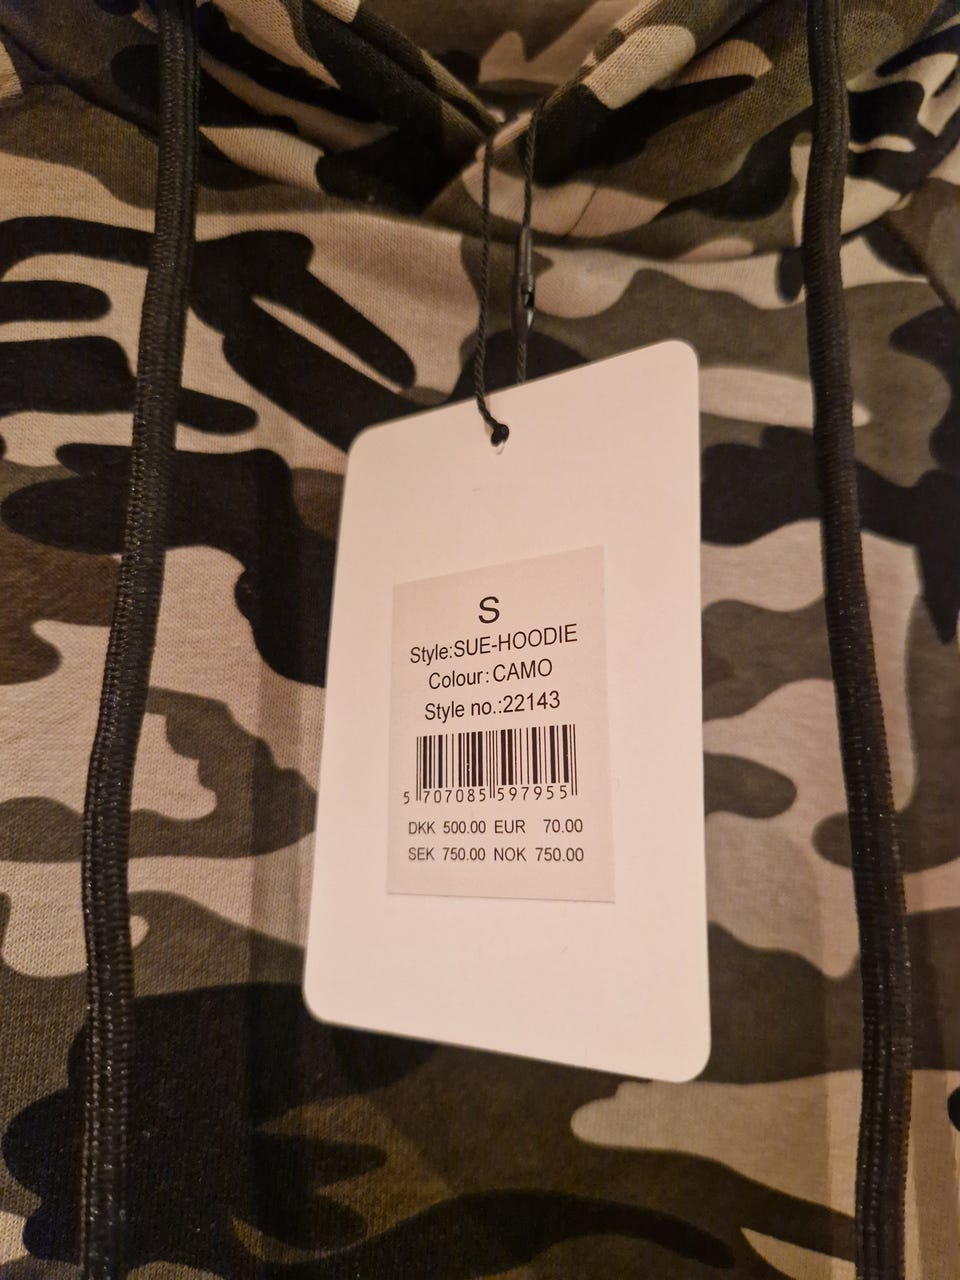 S
Style:SUE-HOODIE
Colour:CAMO
Style no.:22143
5 707085 597955
DKK 500.00 EUR 70.00
SEK 750.00 NOK 750.00